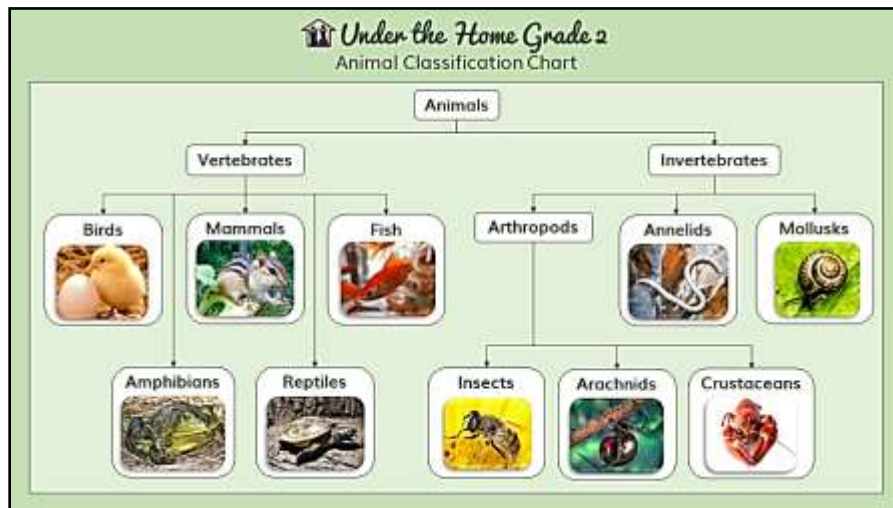 Under the Home Grade 2
Animal Classification Chart
Animals
Vertebrates
Invertebrates
Birds
Mammals
Fish
Arthropods
Annelids
Mollusks
Amphibians
Reptiles
Insects
Arachnids
Crustaceans